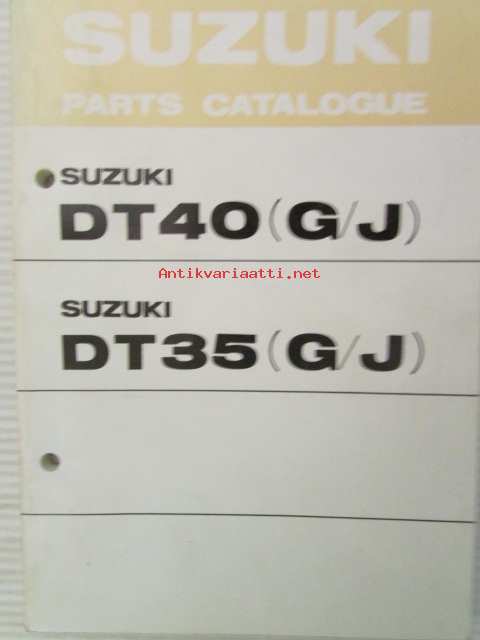 SUZUKI
PARTS CATALOGUE
SUZUKI
DT40(G/J)
Antikvariaatti.net
SUZUKI
DT35(G/J)